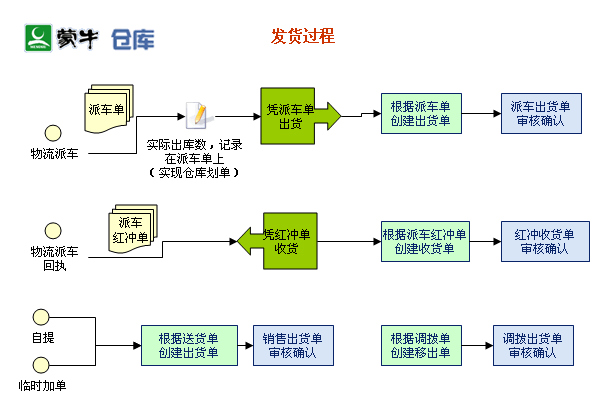 蒙牛 仓库
发货过程
派车单
物流派车
实际出库数，记录
在派车单上
（实现仓库划单）
凭派车单
出货
根据派车单
创建出货单
派车出货单
审核确认
派车
红冲单
物流派车
回执
凭红冲单
收货
根据派车红冲单
创建收货单
红冲收货单
审核确认
自提
临时加单
根据送货单
创建出货单
销售出货单
审核确认
根据调拨单
创建移出单
调拨出货单
审核确认